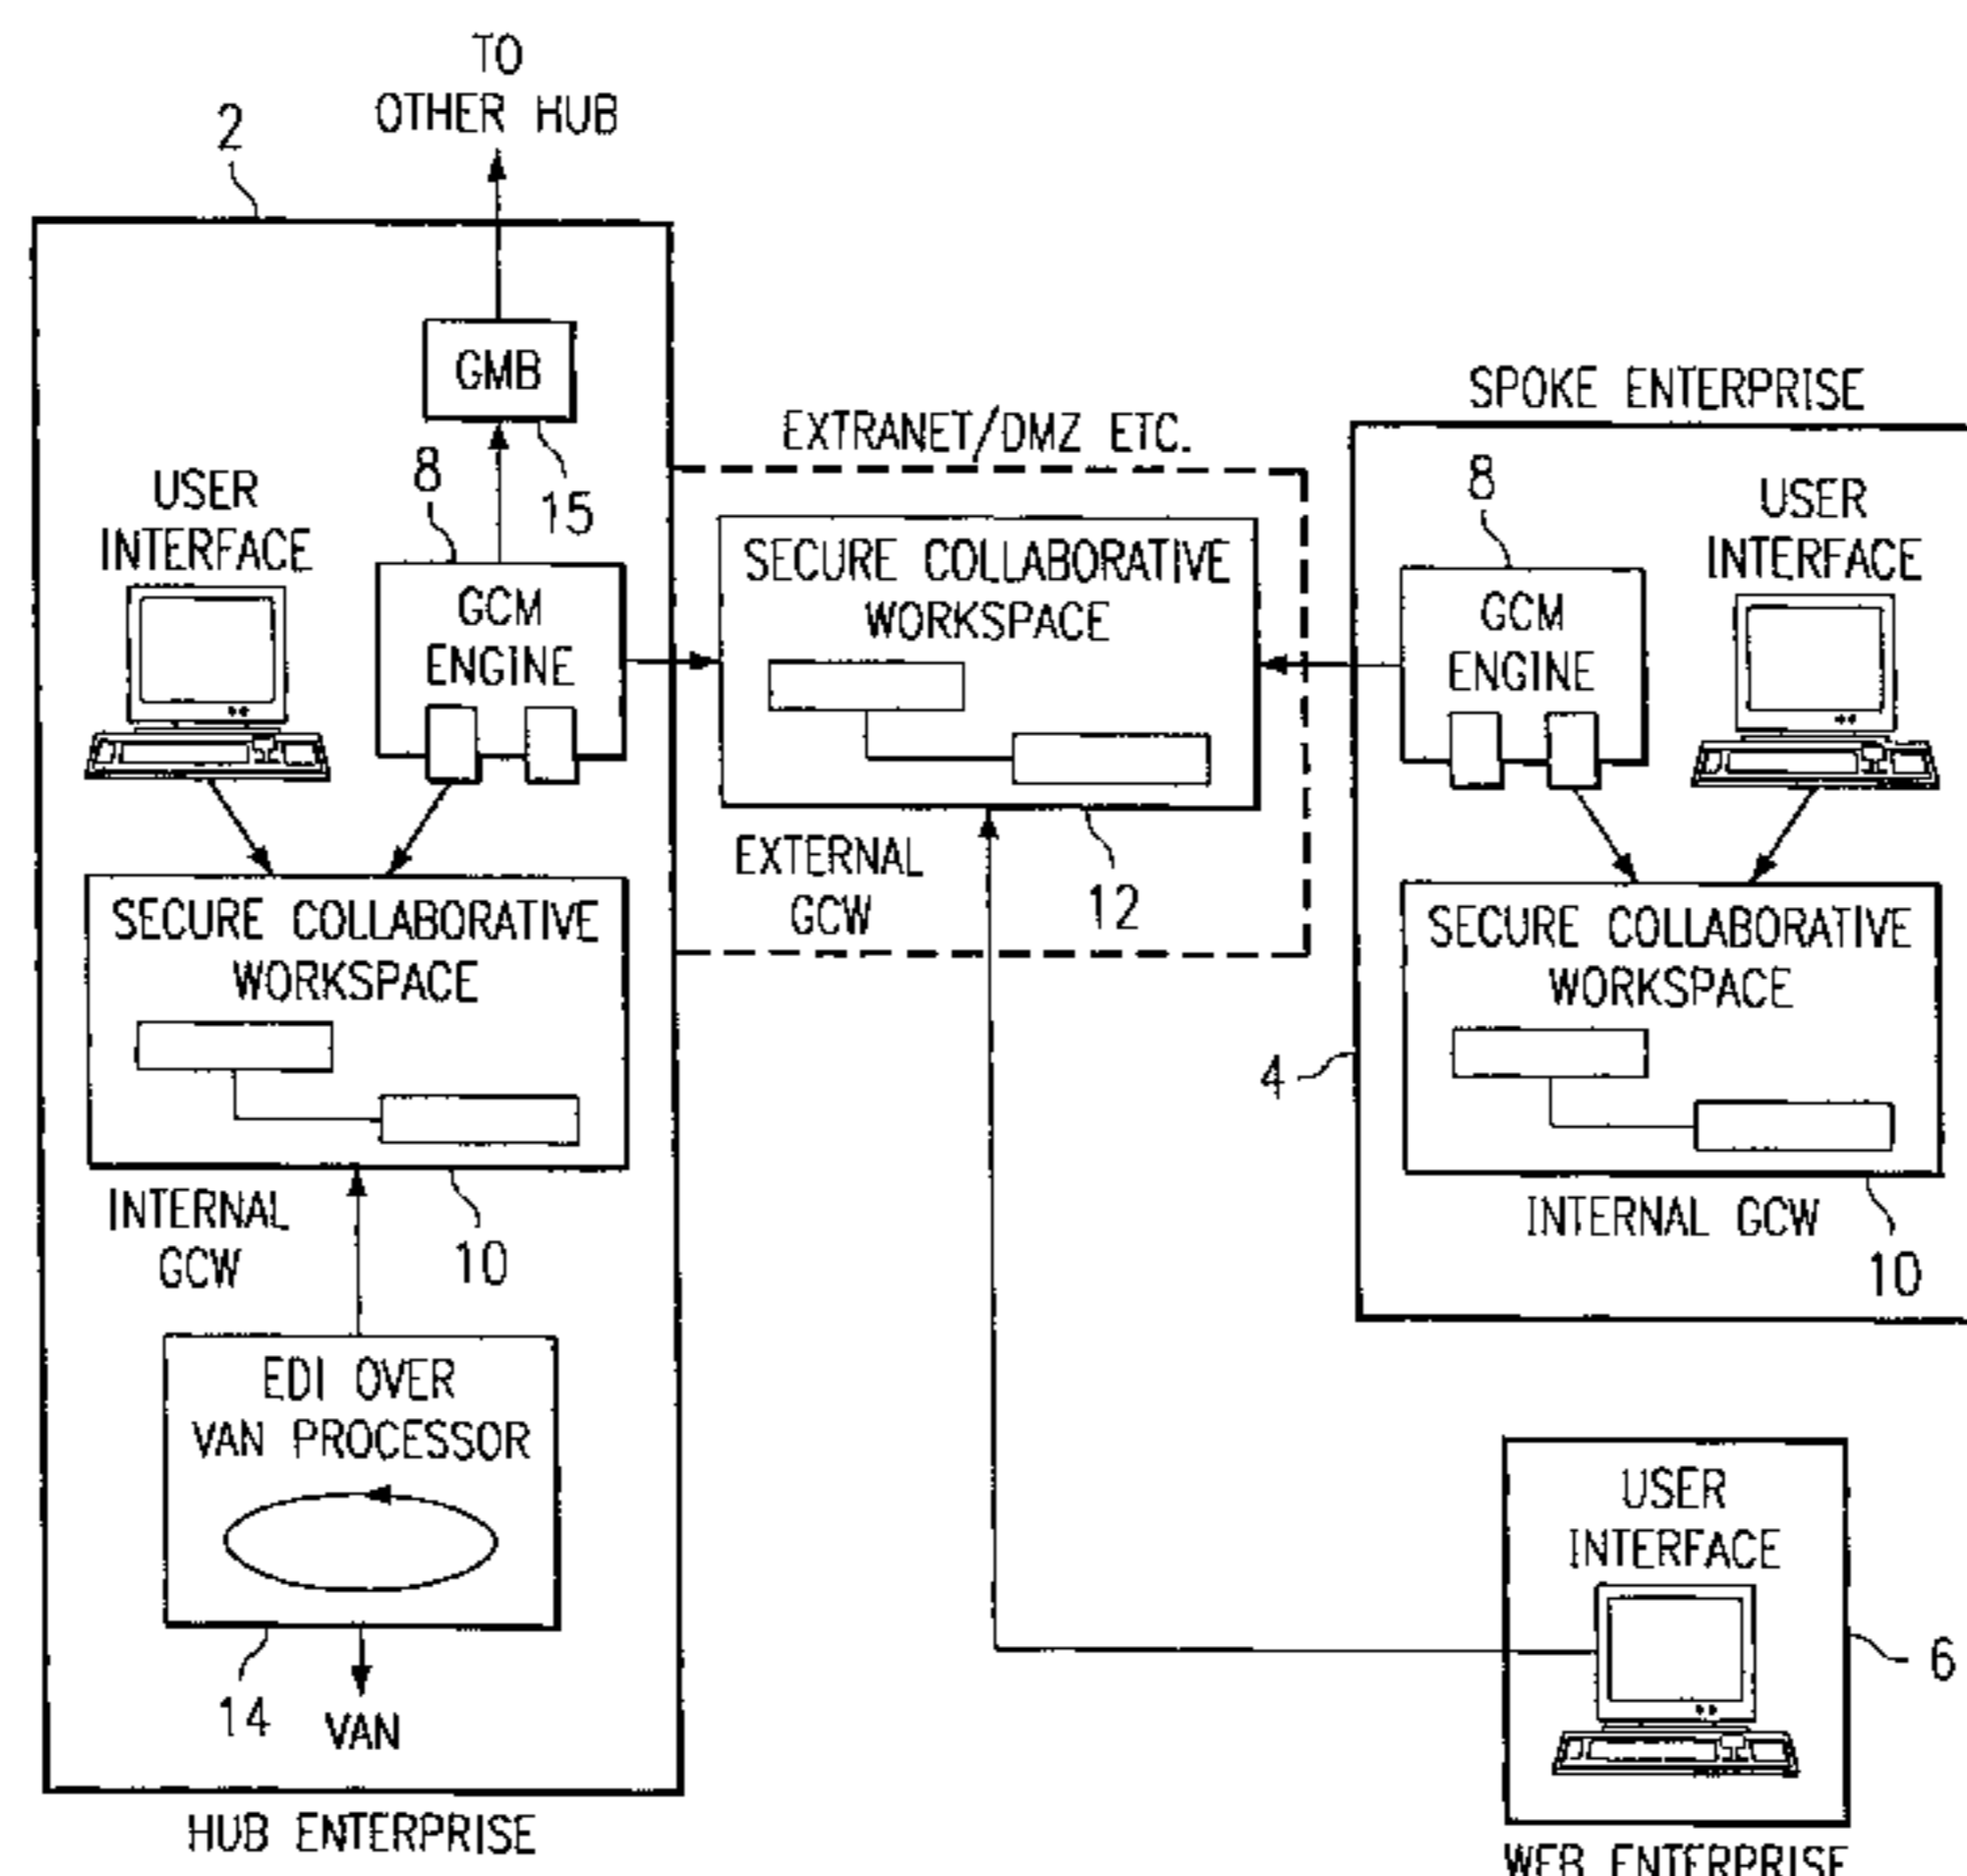 TO
OTHER HUB
2
GMB
15
8
USER
INTERFACE
GCM
ENGINE
SECURE COLLABORATIVE
WORKSPACE
INTERNAL
GCW
10
EDI OVER
VAN PROCESSOR
14
VAN
HUB ENTERPRISE
EXTRANET/DMZ ETC.
SECURE COLLABORATIVE
WORKSPACE
EXTERNAL
GCW
12
SPOKE ENTERPRISE
8
USER
INTERFACE
GCM
ENGINE
SECURE COLLABORATIVE
WORKSPACE
4
INTERNAL GCW
10
USER
INTERFACE
6
WEB ENTERPRISE